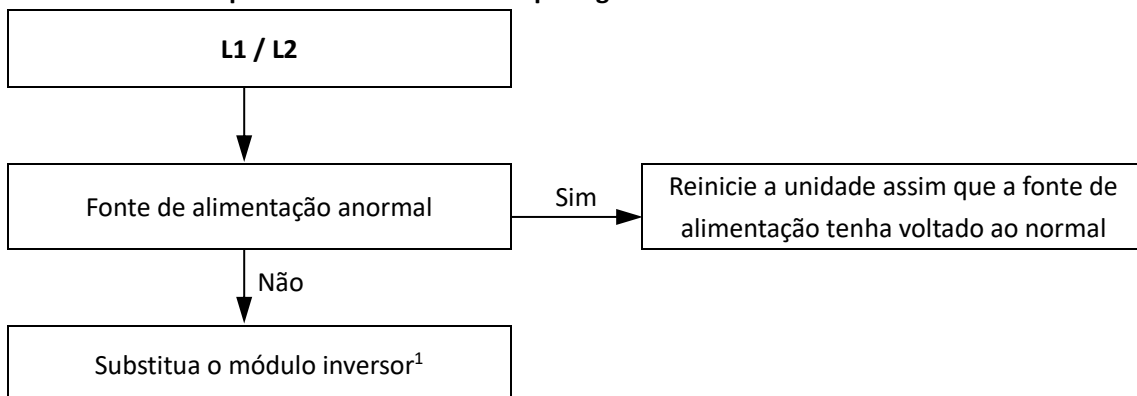 L1 / L2
Fonte de alimentação anormal
Sim
Reinicie a unidade assim que a fonte de
alimentação tenha voltado ao normal
Não
Substitua o módulo inversor¹